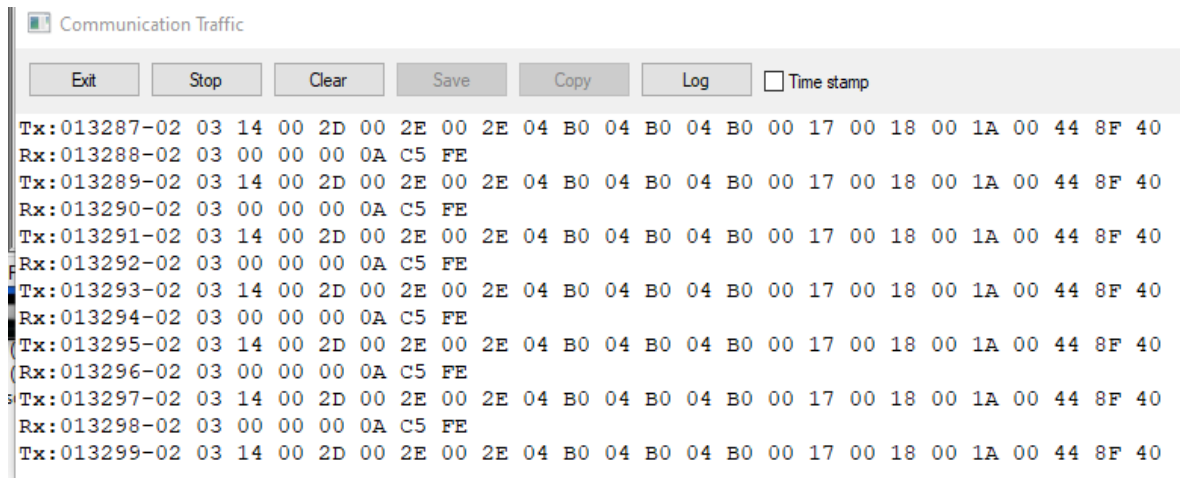 Communication Traffic
Exit Stop Clear Save Copy Log Time stamp
Tx:013287-02 03 14 00 2D 00 2E 00 2E 04 B0 04 B0 04 B0 00 17 00 18 00 1A 00 44 8F 40
Rx:013288-02 03 00 00 00 0A C5 FE
Tx:013289-02 03 14 00 2D 00 2E 00 2E 04 B0 04 B0 04 B0 00 17 00 18 00 1A 00 44 8F 40
Rx:013290-02 03 00 00 00 0A C5 FE
Tx:013291-02 03 14 00 2D 00 2E 00 2E 04 B0 04 B0 04 B0 00 17 00 18 00 1A 00 44 8F 40
Rx:013292-02 03 00 00 00 0A C5 FE
Tx:013293-02 03 14 00 2D 00 2E 00 2E 04 B0 04 B0 04 B0 00 17 00 18 00 1A 00 44 8F 40
Rx:013294-02 03 00 00 00 0A C5 FE
Tx:013295-02 03 14 00 2D 00 2E 00 2E 04 B0 04 B0 04 B0 00 17 00 18 00 1A 00 44 8F 40
Rx:013296-02 03 00 00 00 0A C5 FE
Tx:013297-02 03 14 00 2D 00 2E 00 2E 04 B0 04 B0 04 B0 00 17 00 18 00 1A 00 44 8F 40
Rx:013298-02 03 00 00 00 0A C5 FE
Tx:013299-02 03 14 00 2D 00 2E 00 2E 04 B0 04 B0 04 B0 00 17 00 18 00 1A 00 44 8F 40